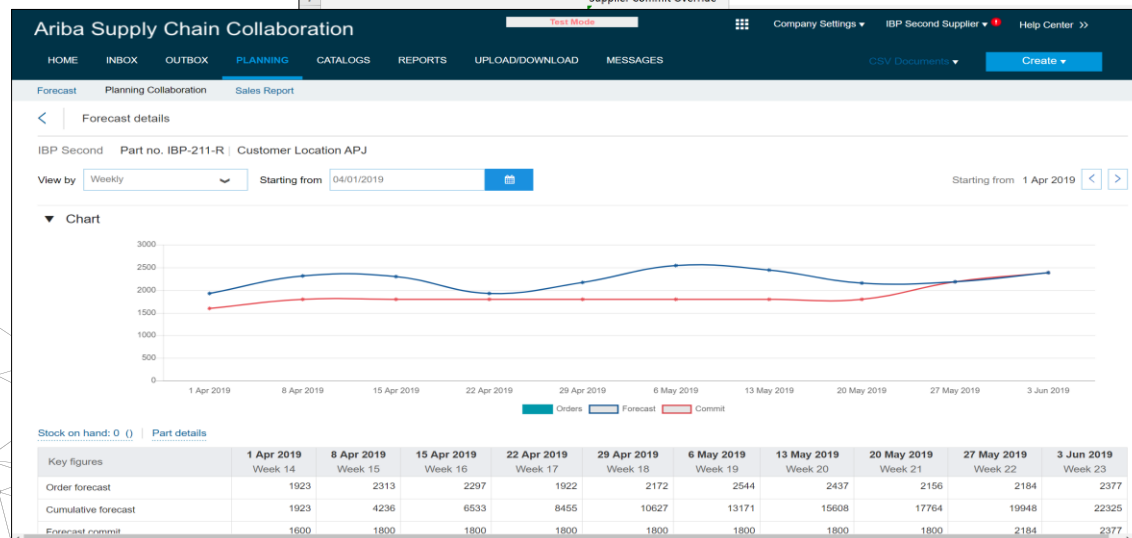 Supplier Commit Override
Ariba Supply Chain Collaboration
Test Mode
Company Settings
IBP Second Supplier
Help Center >>
HOME INBOX OUTBOX PLANNING CATALOGS REPORTS UPLOAD/DOWNLOAD MESSAGES
CSV Documents
Create
Forecast Planning Collaboration Sales Report
Forecast details
IBP Second Part no. IBP-211-R Customer Location APJ
View by Weekly Starting from 04/01/2019 Starting from 1 Apr 2019
Chart
3000
2500
2000
1500
1000
500
0
1 Apr 2019 8 Apr 2019 15 Apr 2019 22 Apr 2019 29 Apr 2019 6 May 2019 13 May 2019 20 May 2019 27 May 2019 3 Jun 2019
Orders Forecast Commit
Stock on hand: 0 () Part details
Key figures 1 Apr 2019 8 Apr 2019 15 Apr 2019 22 Apr 2019 29 Apr 2019 6 May 2019 13 May 2019 20 May 2019 27 May 2019 3 Jun 2019
Week 14 Week 15 Week 16 Week 17 Week 18 Week 19 Week 20 Week 21 Week 22 Week 23
Order forecast 1923 2313 2297 1922 2172 2544 2437 2156 2184 2377
Cumulative forecast 1923 4236 6533 8455 10627 13171 15608 17764 19948 22325
Forecast commit 1600 1800 1800 1800 1800 1800 1800 1800 2184 2377